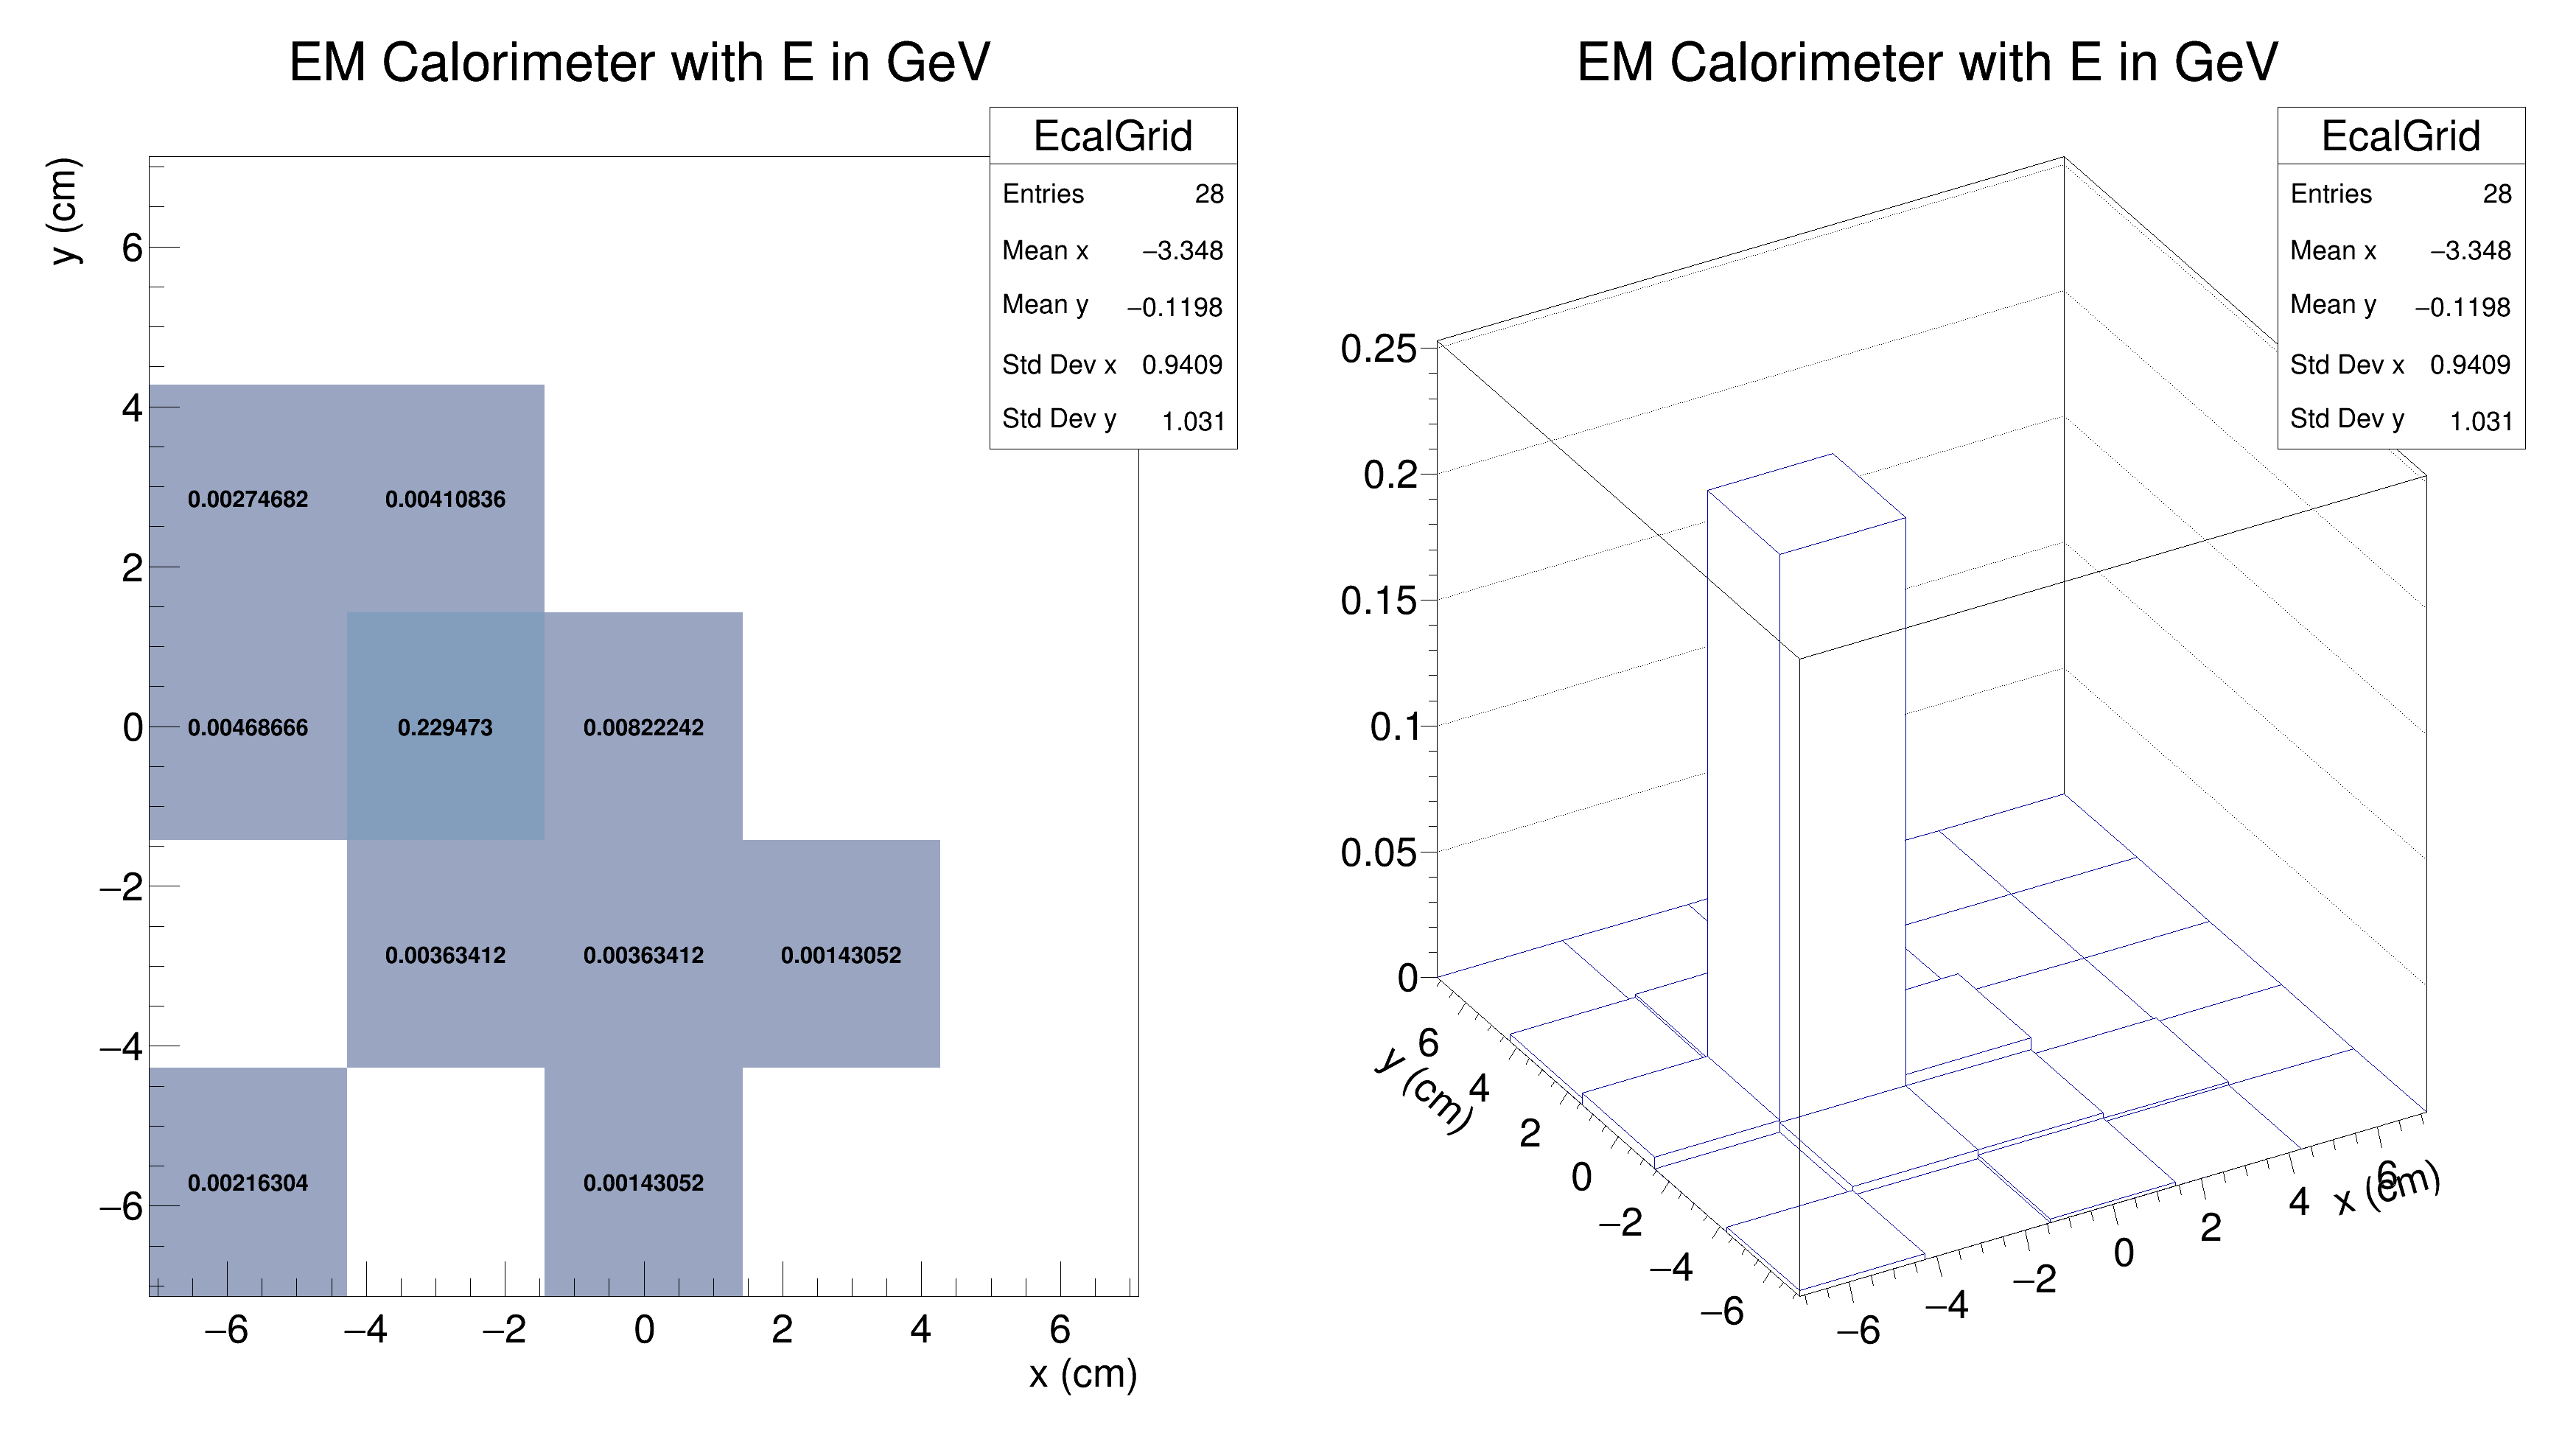 EM Calorimeter with E in GeV
EcalGrid
Entries 28
Mean x −3.348
Mean y −0.1198
Std Dev x 0.9409
Std Dev y 1.031
y (cm)
6
4
2
0
−2
−4
−6
0.00274682 0.00410836
0.00468666 0.229473 0.00822242
0.00363412 0.00363412 0.00143052
0.00216304 0.00143052
−6 −4 −2 0 2 4 6
x (cm)
EM Calorimeter with E in GeV
EcalGrid
Entries 28
Mean x −3.348
Mean y −0.1198
Std Dev x 0.9409
Std Dev y 1.031
0.25
0.2
0.15
0.1
0.05
0
y (cm)
6
4
2
0
−2
−4
−6
−6
−4
−2
0
2
4
6
x (cm)